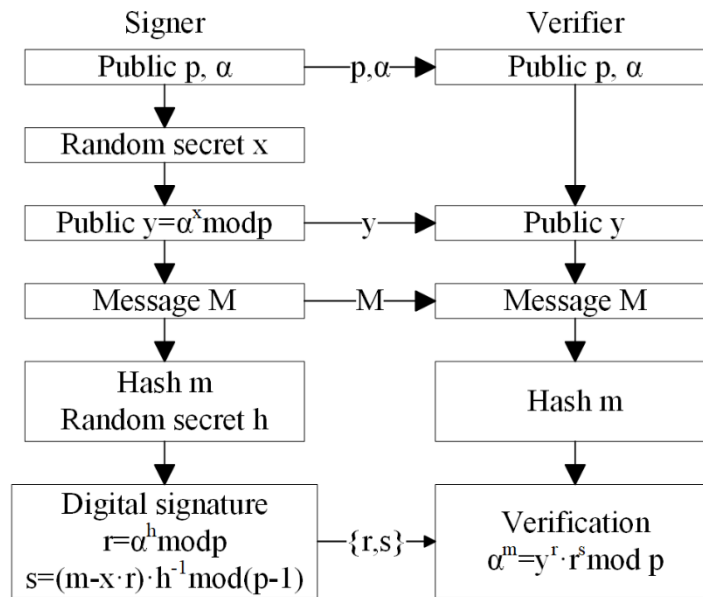 Signer
Verifier
Public p, α
p,α
Public p, α
Random secret x
Public y=α^x modp
y
Public y
Message M
M
Message M
Hash m
Random secret h
Hash m
Digital signature
r=α^h modp
s=(m-x·r)·h^-1 mod(p-1)
{r,s}
Verification
α^m=y^r·r^s mod p